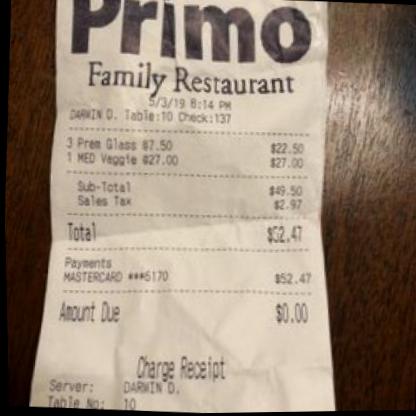 Primo
Family Restaurant
5/3/19 8:14 PM
DARWIN D. Table:10 Check:137
3 Prem Glass @7.50 $22.50
1 MED Veggie @27.00 $27.00
Sub-Total $49.50
Sales Tax $2.97
Total $52.47
Payments
MASTERCARD ***5170 $52.47
Amount Due $0.00
Charge Receipt
Server: DARWIN D.
Table No: 10